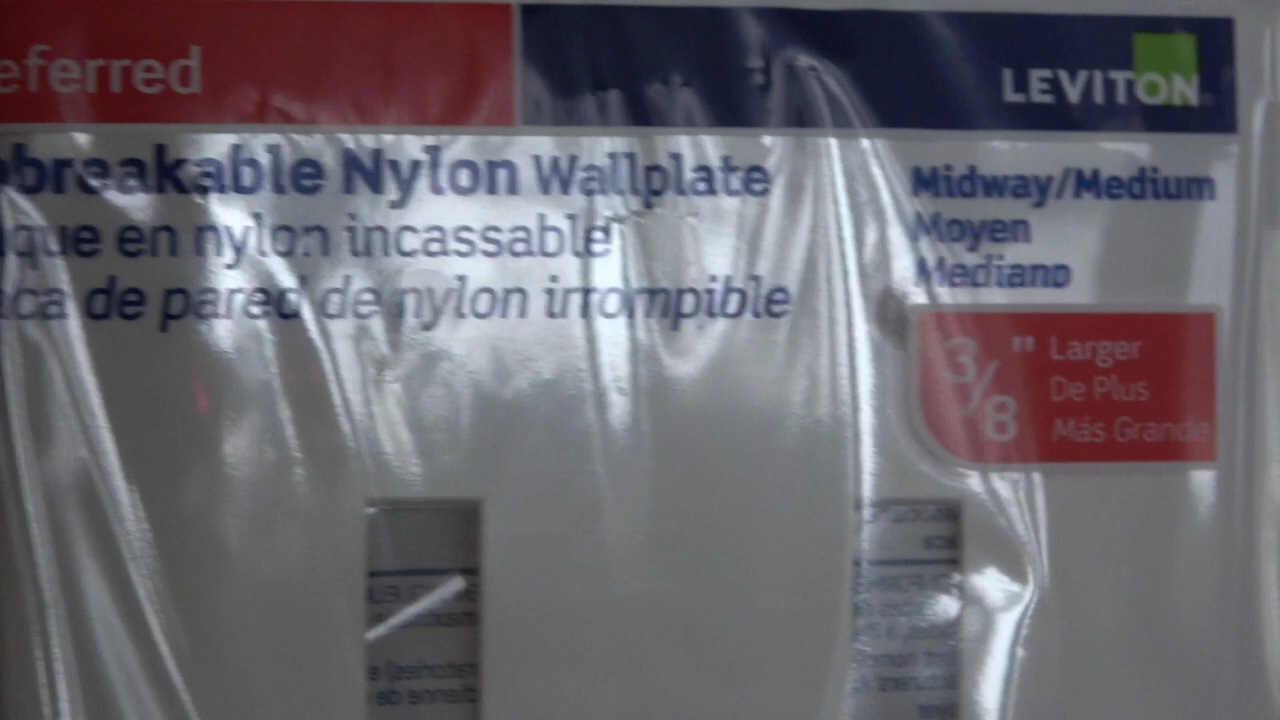 eferred
LEVITON
breakable Nylon Wallplate
que en nylon incassable
ca de pared de nylon irrompible
Midway/Medium
Moyen
Mediano
3/8" Larger
De Plus
Más Grande